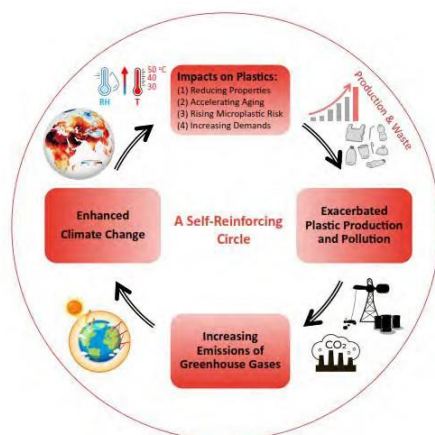 50 °C
40
30
RH
T
Impacts on Plastics:
(1) Reducing Properties
(2) Accelerating Aging
(3) Rising Microplastic Risk
(4) Increasing Demands
Production & Waste
Enhanced
Climate Change
A Self-Reinforcing
Circle
Exacerbated
Plastic Production
and Pollution
Increasing
Emissions of
Greenhouse Gases
CO₂